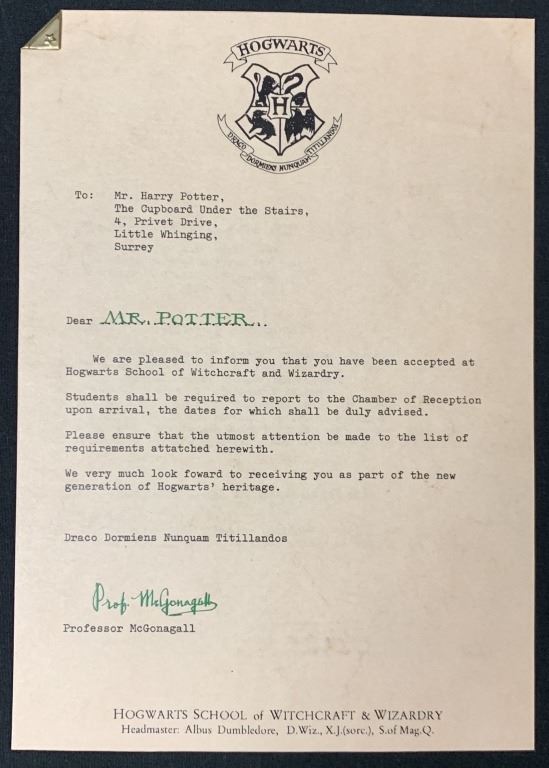 HOGWARTS
H
DRACO DORMIENS NUNQUAM TITILLANDOS
To: Mr. Harry Potter,
The Cupboard Under the Stairs,
4, Privet Drive,
Little Whinging,
Surrey
Dear MR. POTTER
We are pleased to inform you that you have been accepted at
Hogwarts School of Witchcraft and Wizardry.
Students shall be required to report to the Chamber of Reception
upon arrival, the dates for which shall be duly advised.
Please ensure that the utmost attention be made to the list of
requirements attatched herewith.
We very much look foward to receiving you as part of the new
generation of Hogwarts' heritage.
Draco Dormiens Nunquam Titillandos
Prof. McGonagall
Professor McGonagall
HOGWARTS SCHOOL of WITCHCRAFT & WIZARDRY
Headmaster: Albus Dumbledore, D.Wiz., X.J.(sorc.), S.of Mag.Q.